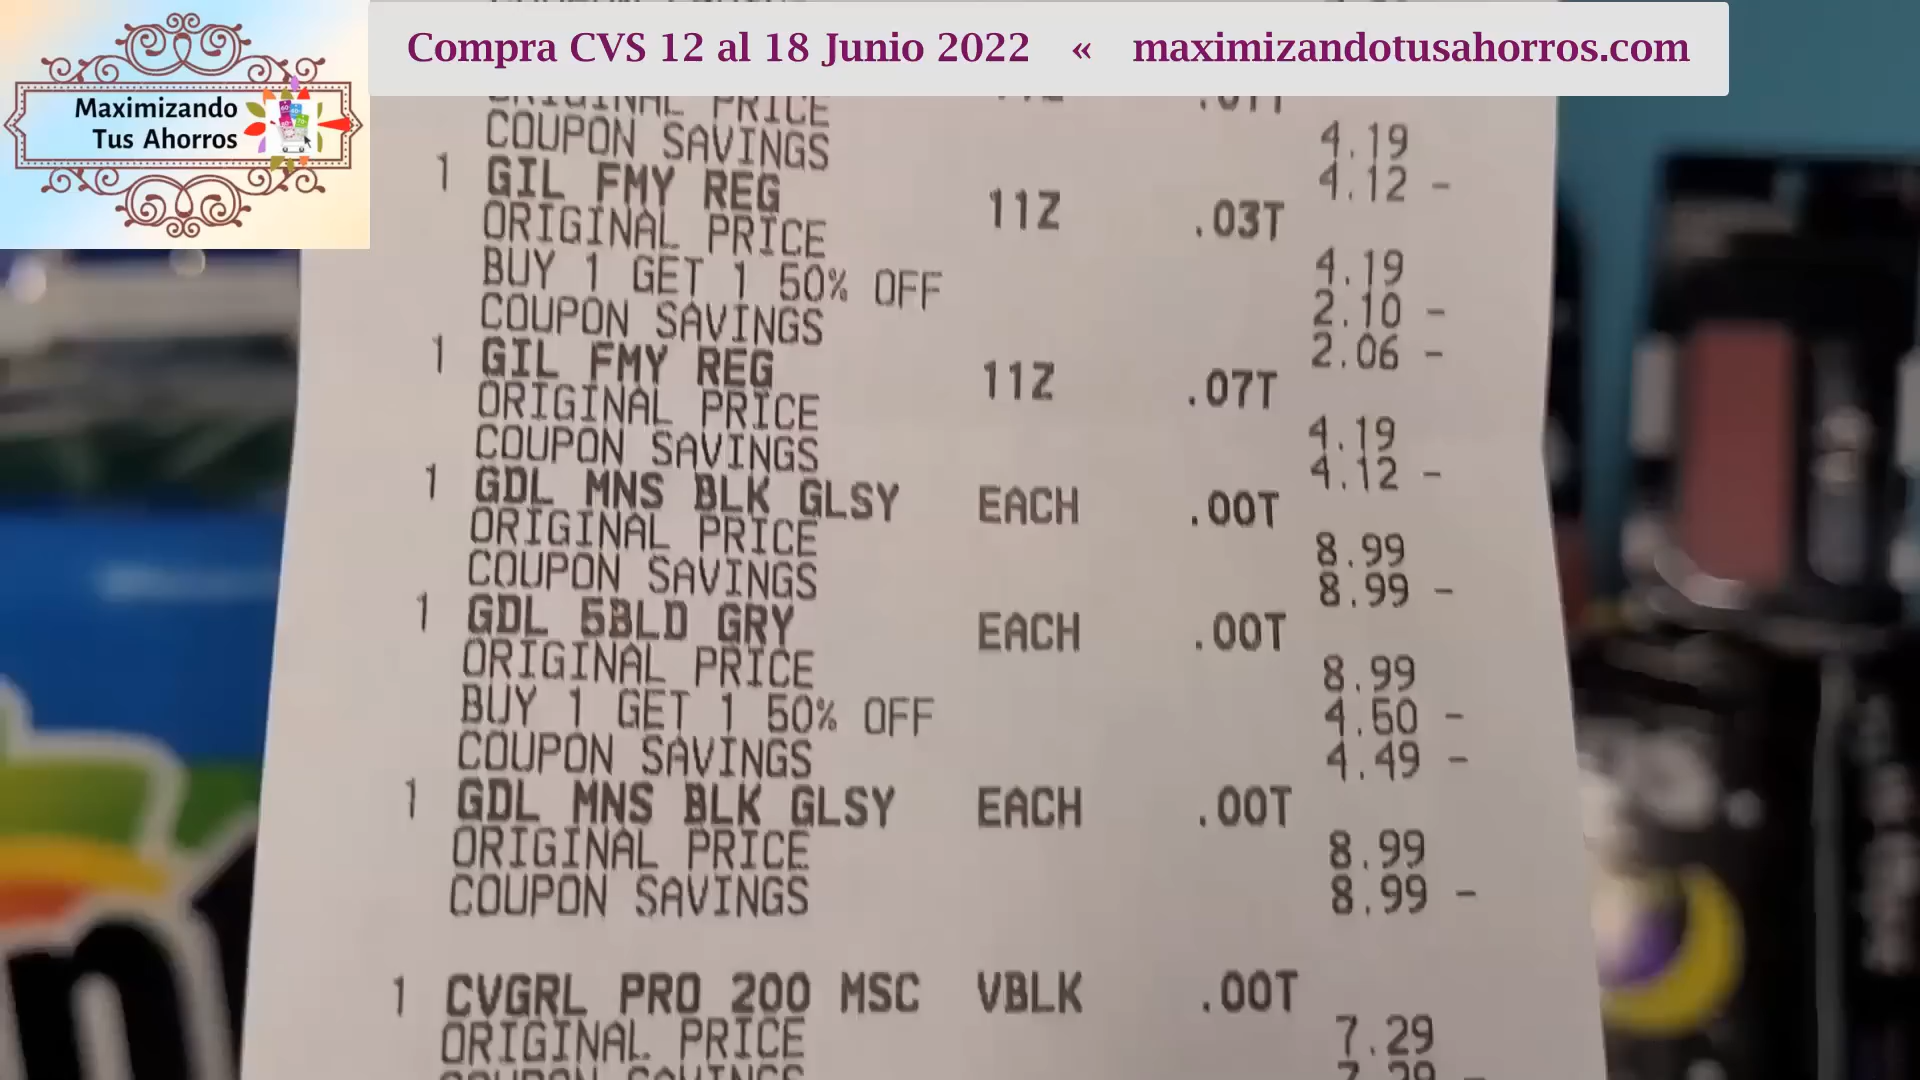 Maximizando
Tus Ahorros
Compra CVS 12 al 18 Junio 2022 « maximizandotusahorros.com
ORIGINAL PRICE 4.19
COUPON SAVINGS 4.12 -
1 GIL FMY REG 11Z .03T
ORIGINAL PRICE 4.19
BUY 1 GET 1 50% OFF 2.10 -
COUPON SAVINGS 2.06 -
1 GIL FMY REG 11Z .07T
ORIGINAL PRICE 4.19
COUPON SAVINGS 4.12 -
1 GDL MNS BLK GLSY EACH .00T
ORIGINAL PRICE 8.99
COUPON SAVINGS 8.99 -
1 GDL 5BLD GRY EACH .00T
ORIGINAL PRICE 8.99
BUY 1 GET 1 50% OFF 4.50 -
COUPON SAVINGS 4.49 -
1 GDL MNS BLK GLSY EACH .00T
ORIGINAL PRICE 8.99
COUPON SAVINGS 8.99 -
1 CVGRL PRO 200 MSC VBLK .00T
ORIGINAL PRICE 7.29
COUPON SAVINGS 7.29 -